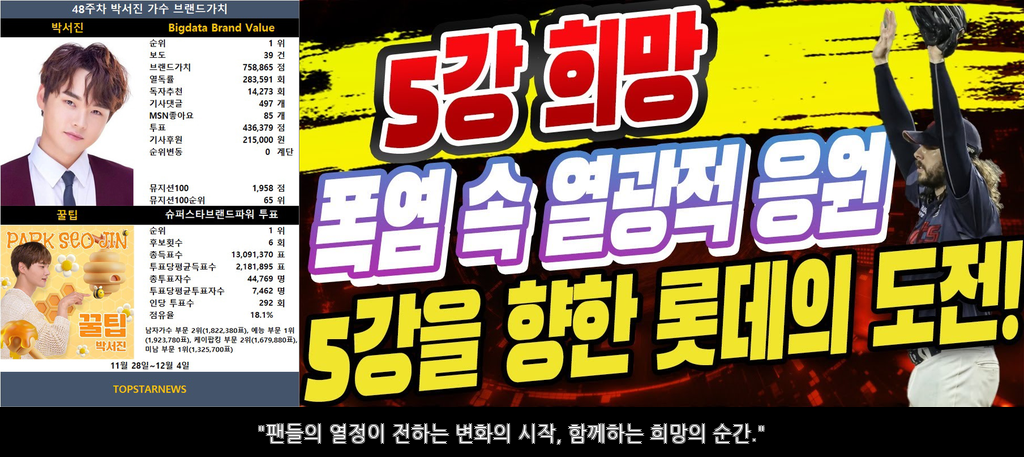 48주차 박서진 가수 브랜드가치
박서진 Bigdata Brand Value
순위 1 위
보도 39 건
브랜드가치 758,865 점
열독률 283,591 회
독자추천 14,273 회
기사댓글 497 개
MSN좋아요 85 개
투표 436,379 점
기사후원 215,000 원
순위변동 0 계단
뮤지션100 1,958 점
뮤지션100순위 65 위
꿀팁 슈퍼스타브랜드파워 투표
PARK SEO JIN
꿀팁
박서진
순위 1 위
후보횟수 6 회
총득표수 13,091,370 표
투표당평균득표수 2,181,895 표
총투표자수 44,769 명
투표당평균투표자수 7,462 명
인당 투표수 292 회
점유율 18.1%
남자가수 부문 2위(1,822,380표), 예능 부문 1위
(1,923,780표), 케이팝킹 부문 2위(1,679,880표),
미남 부문 1위(1,325,700표)
11월 28일~12월 4일
TOPSTARNEWS
5강 희망
폭염 속 열광적 응원
5강을 향한 롯데의 도전!
"팬들의 열정이 전하는 변화의 시작, 함께하는 희망의 순간."